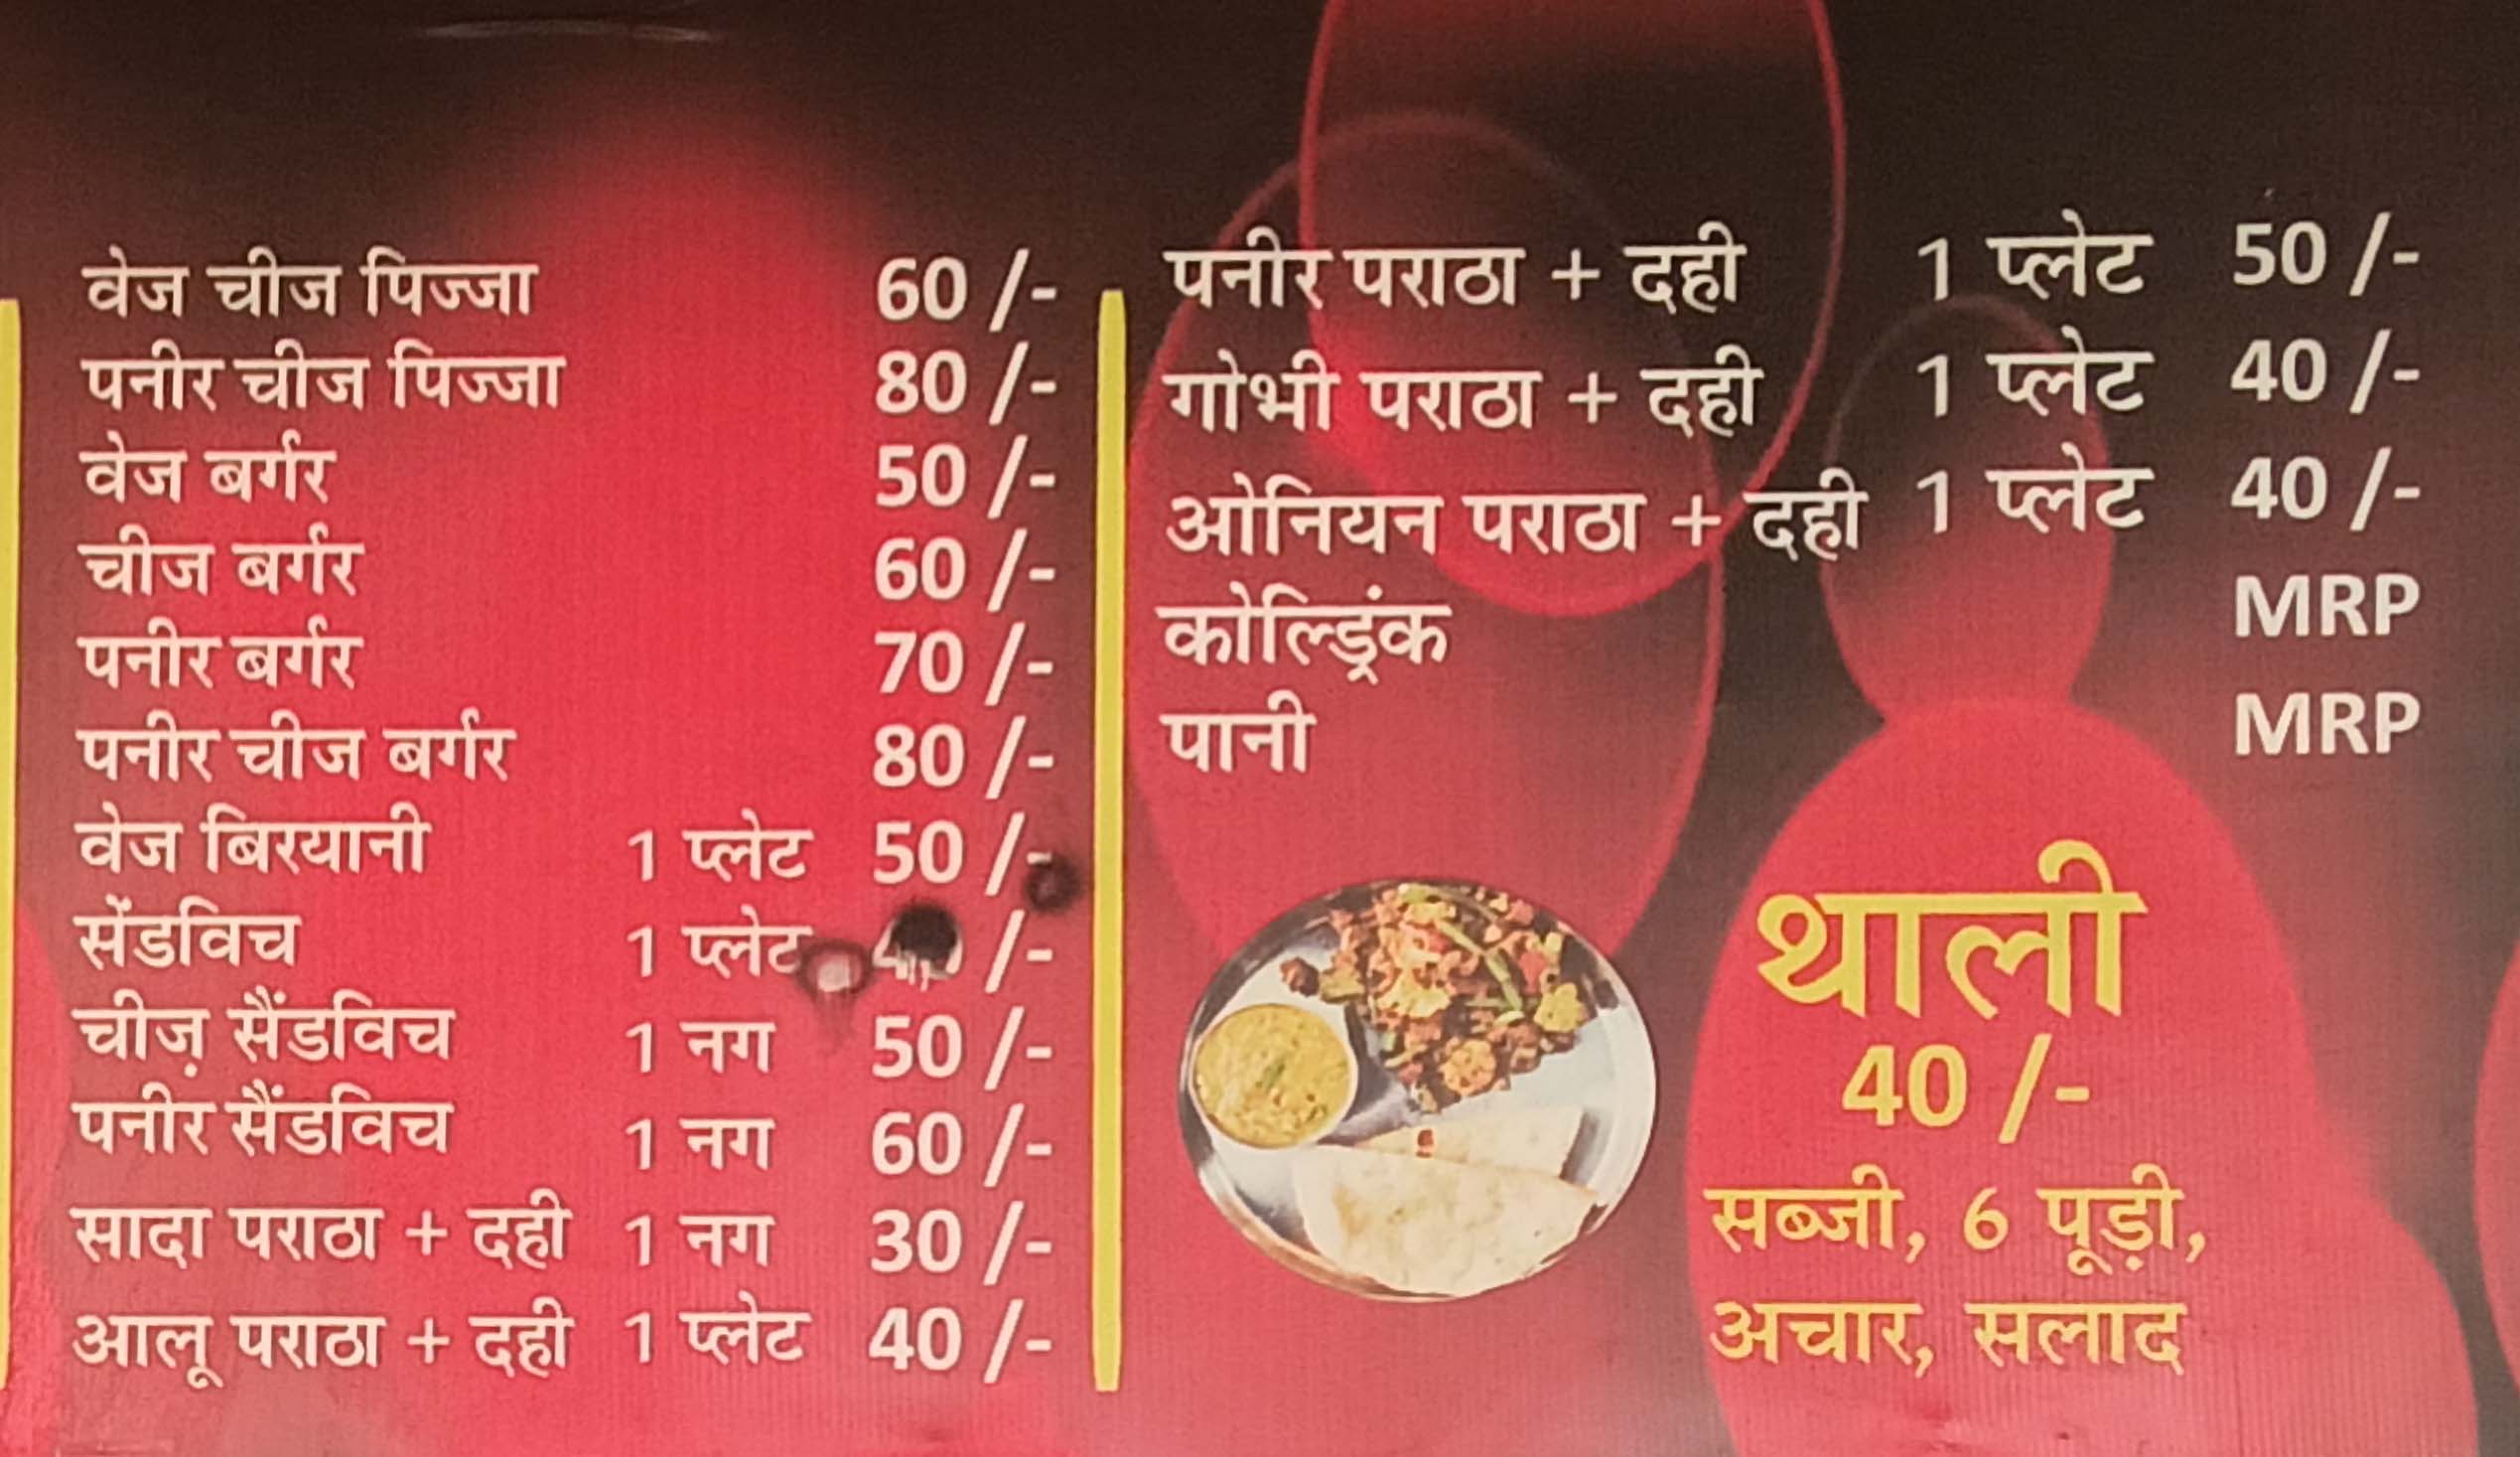 वेज चीज पिज्जा 60 /-
पनीर चीज पिज्जा 80 /-
वेज बर्गर 50 /-
चीज बर्गर 60 /-
पनीर बर्गर 70 /-
पनीर चीज बर्गर 80 /-
वेज बिरयानी 1 प्लेट 50 /-
सेंडविच 1 प्लेट /-
चीज़ सैंडविच 1 नग 50 /-
पनीर सैंडविच 1 नग 60 /-
सादा पराठा + दही 1 नग 30 /-
आलू पराठा + दही 1 प्लेट 40 /-
पनीर पराठा + दही 1 प्लेट 50 /-
गोभी पराठा + दही 1 प्लेट 40 /-
ओनियन पराठा + दही 1 प्लेट 40 /-
कोल्ड्रिंक MRP
पानी MRP
थाली
40 /-
सब्जी, 6 पूड़ी,
अचार, सलाद